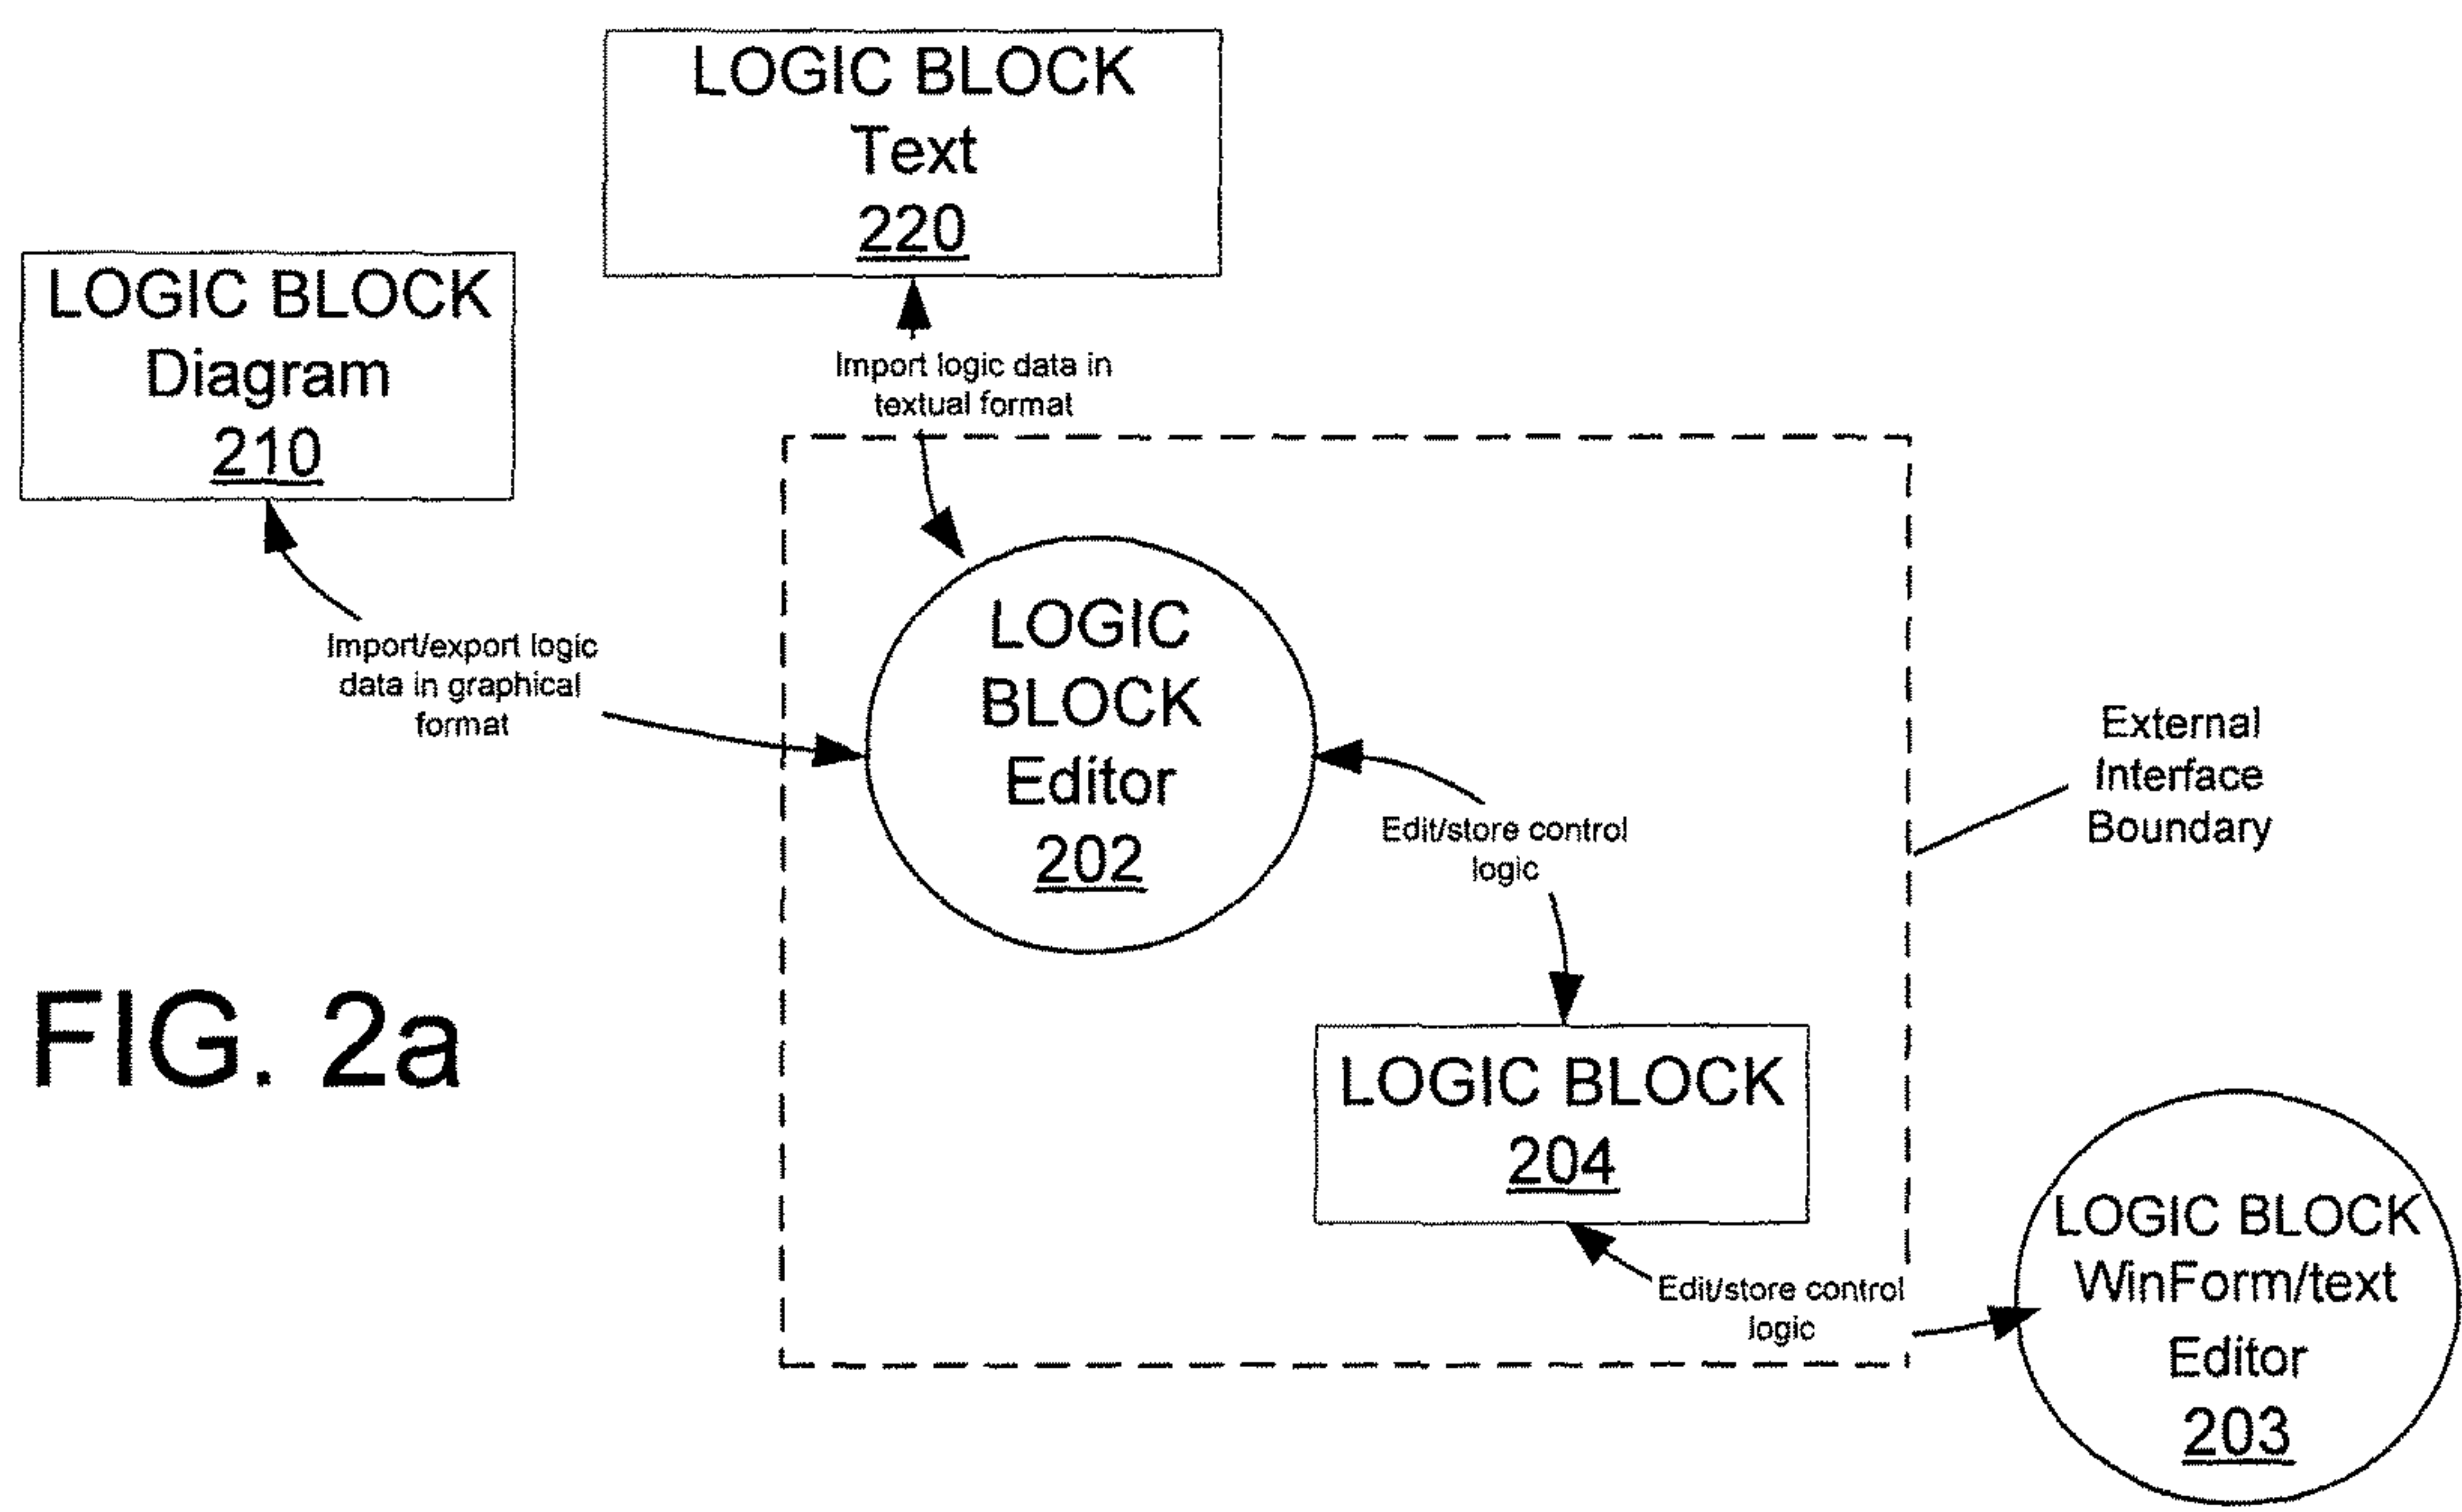 LOGIC BLOCK
Text
220
LOGIC BLOCK
Diagram
210
Import logic data in
textual format
Import/export logic
data in graphical
format
LOGIC
BLOCK
Editor
202
Edit/store control
logic
External
Interface
Boundary
LOGIC BLOCK
204
Edit/store control
logic
LOGIC BLOCK
WinForm/text
Editor
203
FIG. 2a